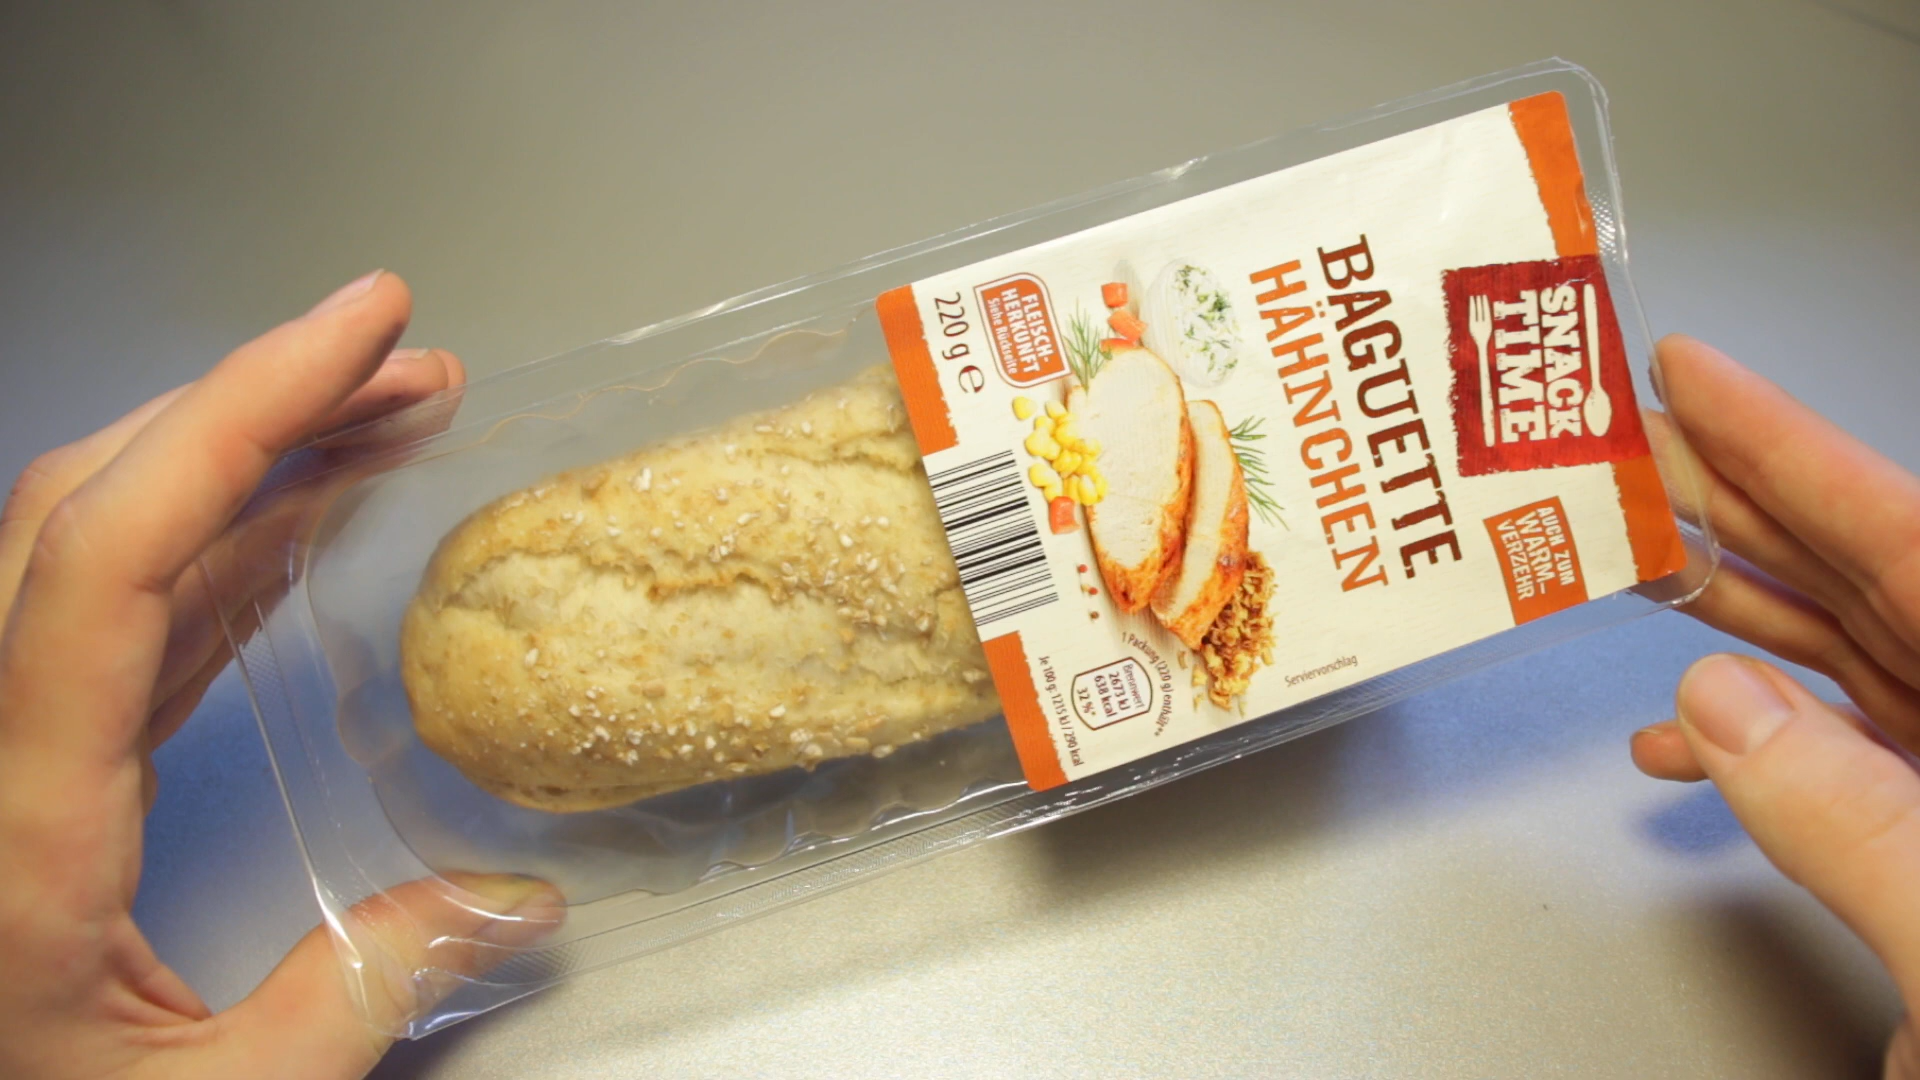 SNACK
TIME
BAGUETTE
HÄHNCHEN
AUCH ZUM
WARM-
VERZEHR
FLEISCH-
HERKUNFT
Siehe Rückseite
220 g e
Serviervorschlag
1 Packung (220 g) enthält**
Brennwert
2673 kJ
638 kcal
32 %*
Je 100 g: 1215 kJ / 290 kcal